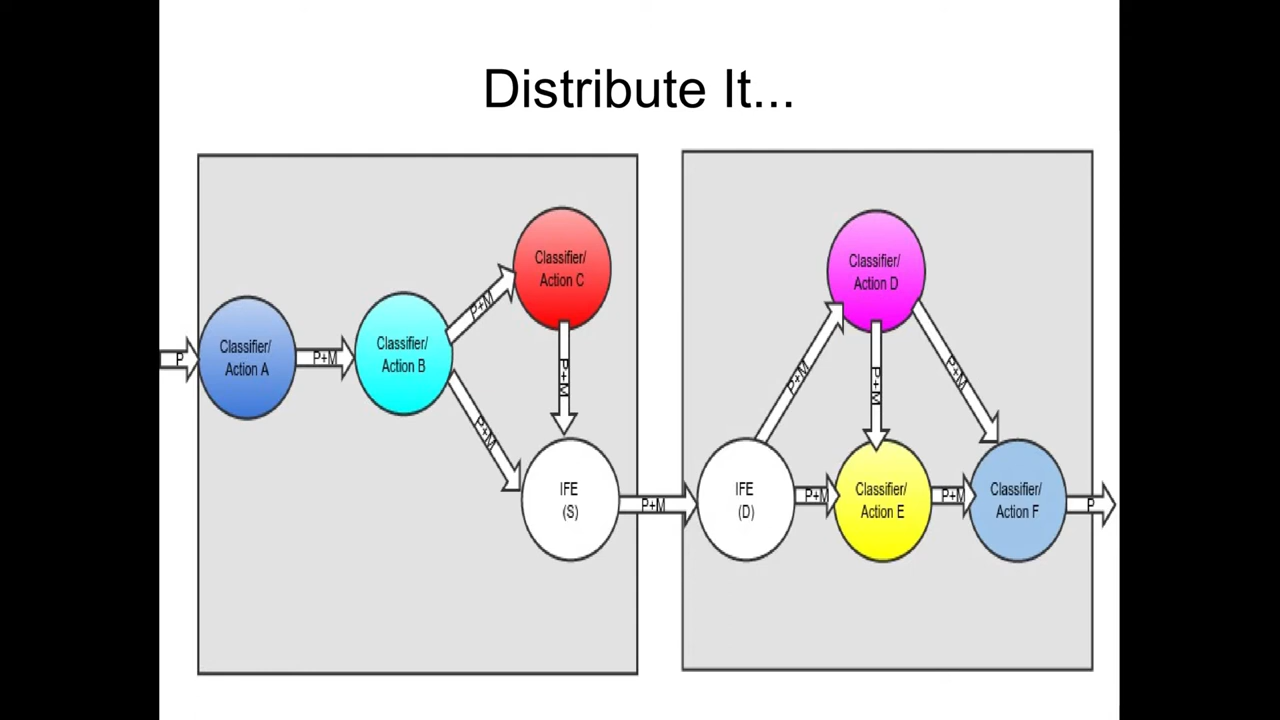 Distribute It...
P
Classifier/
Action A
P+M
Classifier/
Action B
P+M
P+M
Classifier/
Action C
P+M
IFE
(S)
P+M
IFE
(D)
P+M
P+M
Classifier/
Action D
P+M
P+M
Classifier/
Action E
P+M
Classifier/
Action F
P